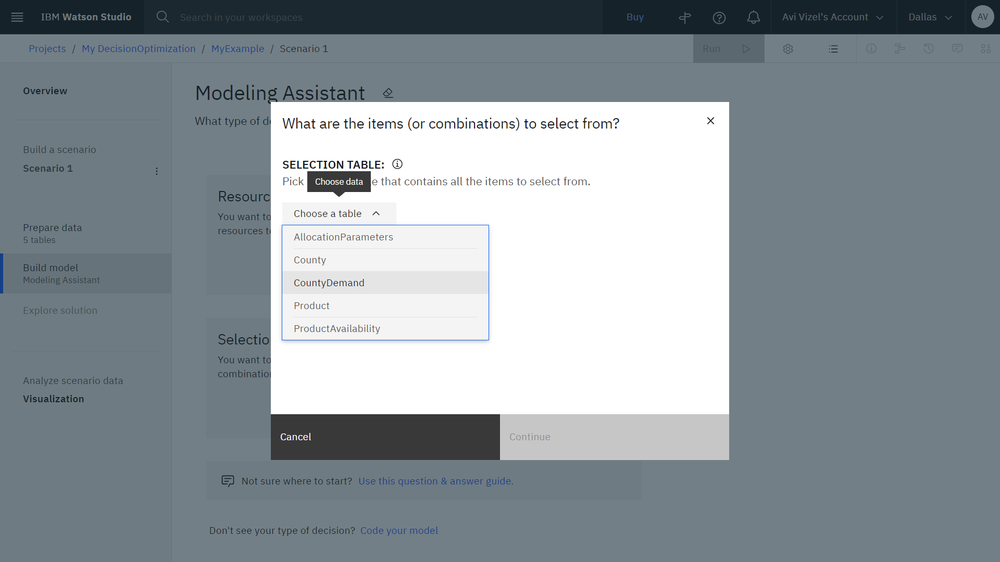 IBM Watson Studio
Search in your workspaces
Buy
Avi Vizel's Account
Dallas
AV
Projects / My DecisionOptimization / MyExample / Scenario 1
Run
Overview
Build a scenario
Scenario 1
Prepare data
5 tables
Build model
Modeling Assistant
Explore solution
Analyze scenario data
Visualization
Modeling Assistant
What type of de
Resourc
You want to
resources to
Selectio
You want to
combination
What are the items (or combinations) to select from?
SELECTION TABLE:
Pick
Choose data
e that contains all the items to select from.
Choose a table
AllocationParameters
County
CountyDemand
Product
ProductAvailability
Cancel
Continue
Not sure where to start? Use this question & answer guide.
Don't see your type of decision? Code your model